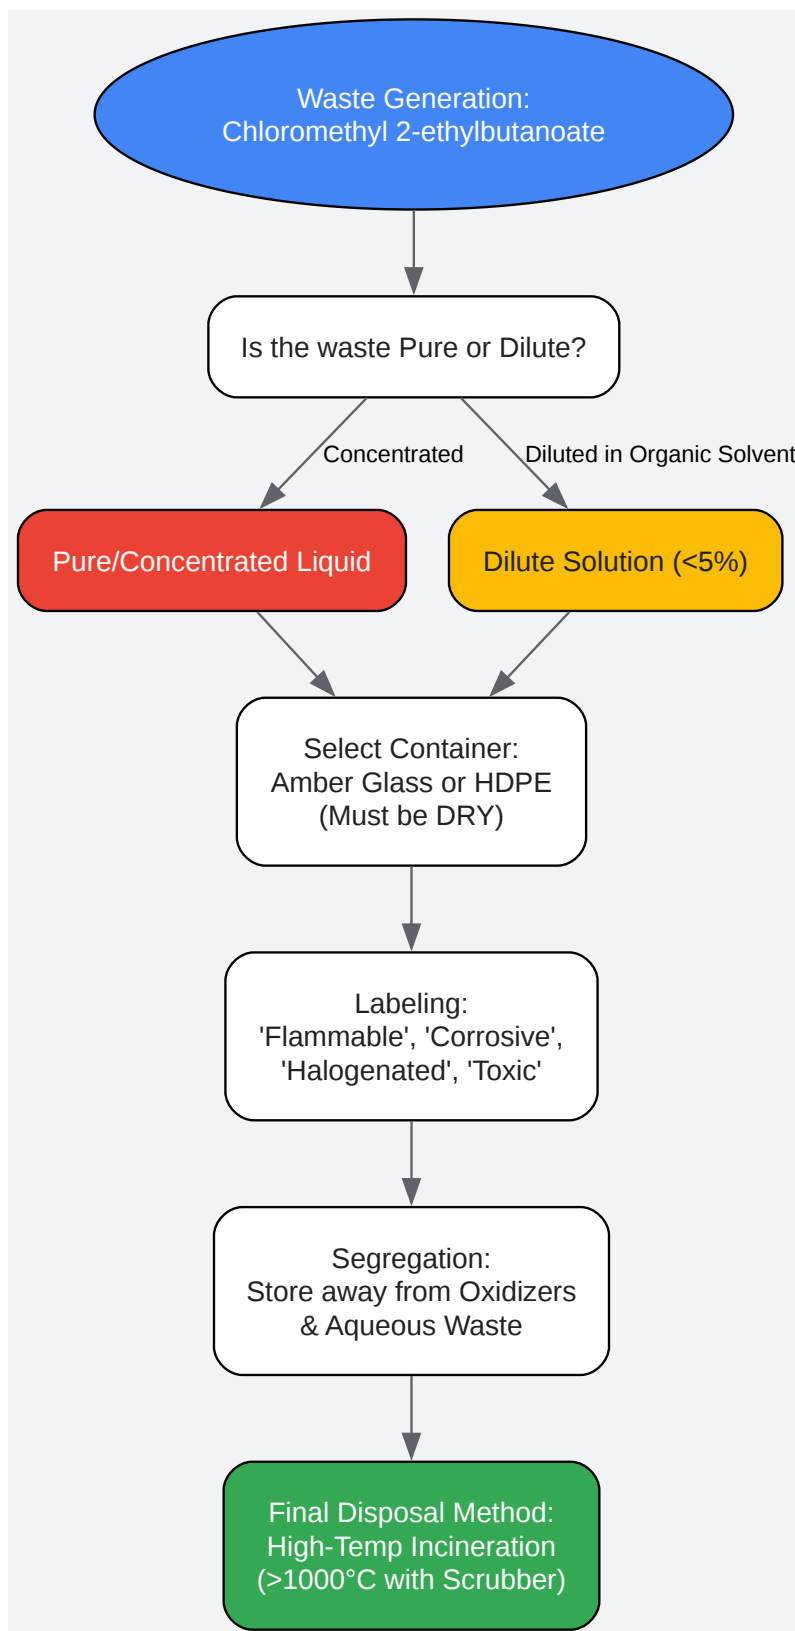 Waste Generation:
Chloromethyl 2-ethylbutanoate
Is the waste Pure or Dilute?
Concentrated
Diluted in Organic Solvent
Pure/Concentrated Liquid
Dilute Solution (<5%)
Select Container:
Amber Glass or HDPE
(Must be DRY)
Labeling:
'Flammable', 'Corrosive',
'Halogenated', 'Toxic'
Segregation:
Store away from Oxidizers
& Aqueous Waste
Final Disposal Method:
High-Temp Incineration
(>1000°C with Scrubber)